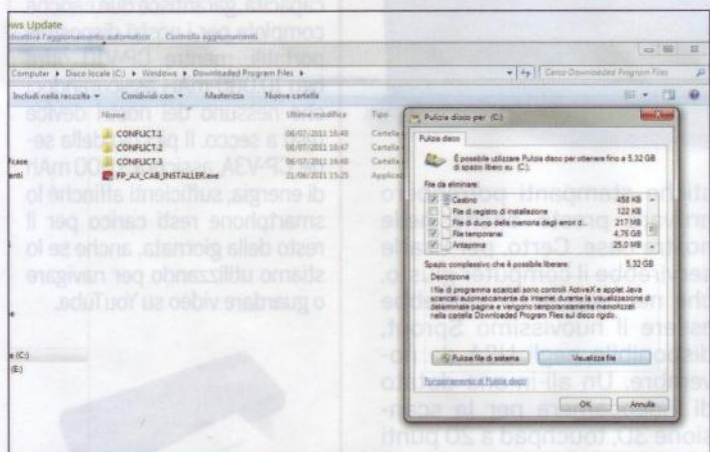 ws Update
disattiva l'aggiornamento automatico Controlla aggiornamenti
Computer ▸ Disco locale (C:) ▸ Windows ▸ Downloaded Program Files ▸
Cerca Downloaded Program Files
Includi nella raccolta Condividi con Masterizza Nuova cartella
Nome Ultima modifica Tipo
CONFLICT.1 06/07/2011 16:48 Cartella
CONFLICT.2 06/07/2011 16:47 Cartella
CONFLICT.3 06/07/2011 16:48 Cartella
FP_AX_CAB_INSTALLER.exe 21/06/2011 15:25 Applicaz
fcase
anti
e
e (C:)
(E:)
Pulizia disco per (C:)
Pulizia disco
È possibile utilizzare Pulizia disco per ottenere fino a 5,32 GB
di spazio libero su (C:).
File da eliminare:
Cestino 458 KB
File di registro di installazione 122 KB
File di dump della memoria degli errori d... 217 MB
File temporanei 4,76 GB
Anteprima 25,0 MB
Spazio complessivo che è possibile liberare: 5,32 GB
Descrizione
I file di programma scaricati sono controlli ActiveX e applet Java
scaricati automaticamente da Internet durante la visualizzazione di
determinate pagine e vengono temporaneamente memorizzati
nella cartella Downloaded Program Files sul disco rigido.
Pulizia file di sistema Visualizza file
Funzionamento di Pulizia disco
OK Annulla